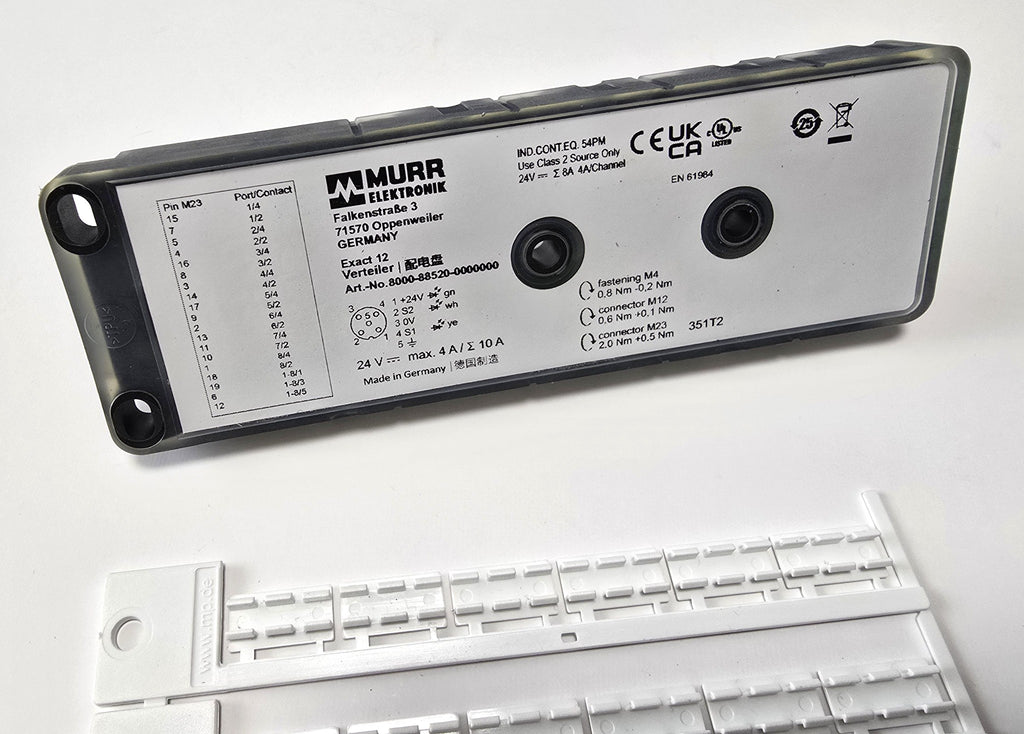 Pin M23 Port/Contact
15 1/4
7 1/2
5 2/4
4 2/2
16 3/4
8 3/2
3 4/4
14 4/2
17 5/4
9 5/2
2 6/4
13 6/2
11 7/4
10 7/2
1 8/4
18 8/2
19 1-8/1
6 1-8/3
12 1-8/5
MURR
ELEKTRONIK
Falkenstraße 3
71570 Oppenweiler
GERMANY
Exact 12
Verteiler | 配电盘
Art.-No.8000-88520-0000000
3 4
5
2 1
1 +24V gn
2 S2 wh
3 0V
4 S1 ye
5
24 V max. 4 A / Σ 10 A
Made in Germany | 德国制造
IND.CONT.EQ. 54PM
Use Class 2 Source Only
24V Σ 8A 4A/Channel
CE
UK
CA
c UL us
LISTED
25
EN 61984
fastening M4
0,8 Nm -0,2 Nm
connector M12
0.6 Nm +0,1 Nm
connector M23
2.0 Nm +0,5 Nm
351T2
www.mip.de